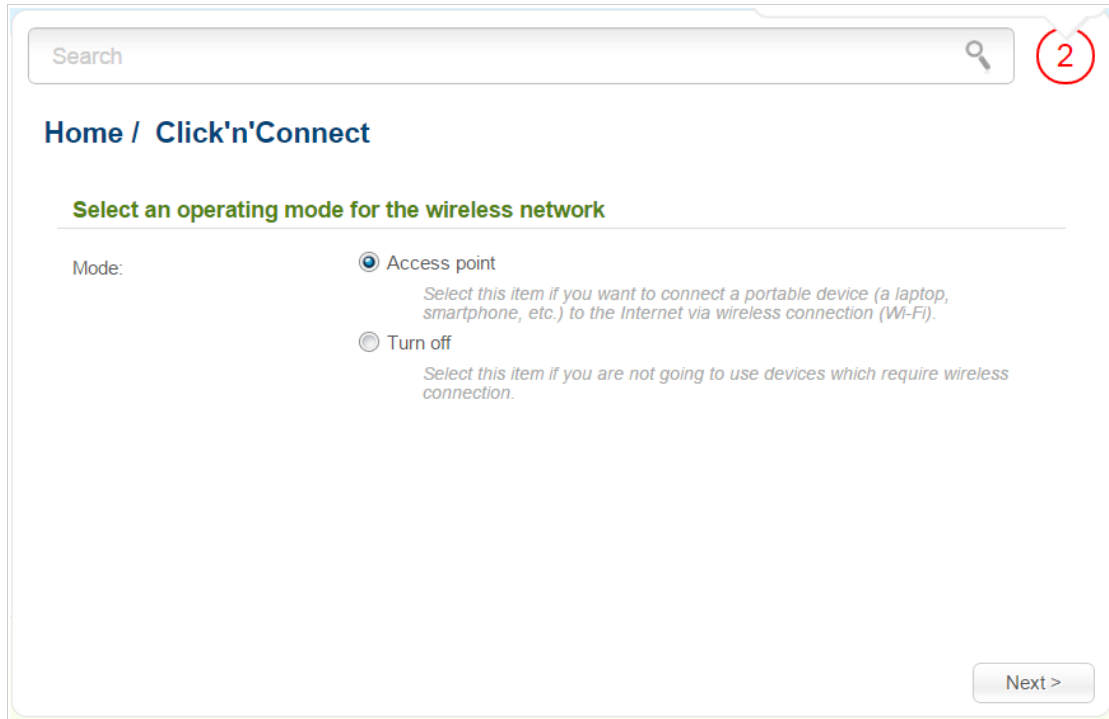 Search
2
Home / Click'n'Connect
Select an operating mode for the wireless network
Mode:
Access point
Select this item if you want to connect a portable device (a laptop,
smartphone, etc.) to the Internet via wireless connection (Wi-Fi).
Turn off
Select this item if you are not going to use devices which require wireless
connection.
Next >